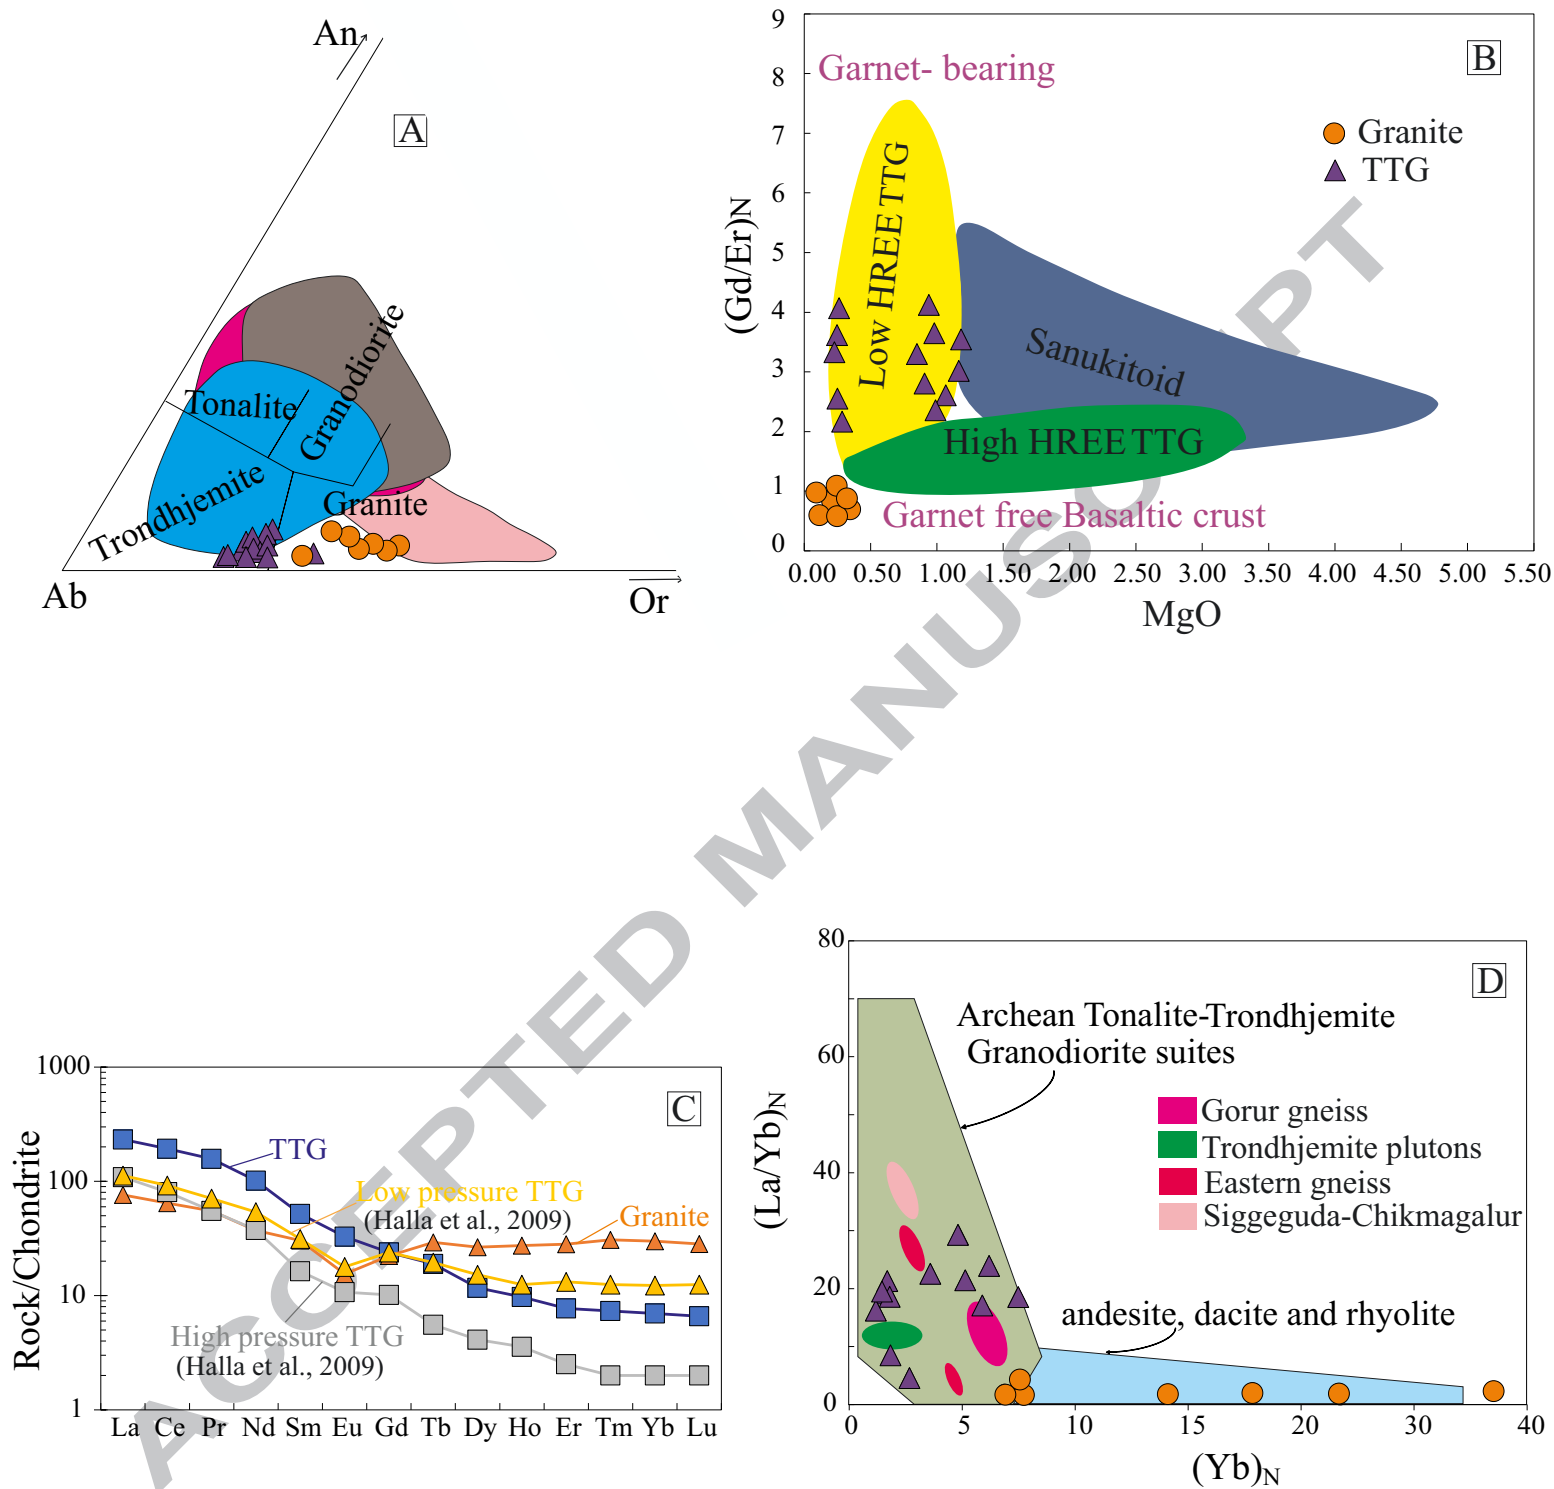 An
A
Tonalite
Granodiorite
Trondhjemite
Granite
Ab
Or
B
Garnet- bearing
Granite
TTG
Low HREE TTG
Sanukitoid
High HREE TTG
Garnet free Basaltic crust
(Gd/Er)N
9
8
7
6
5
4
3
2
1
0
0.00 0.50 1.00 1.50 2.00 2.50 3.00 3.50 4.00 4.50 5.00 5.50
MgO
ACCEPTED MANUSCRIPT
C
Rock/Chondrite
1000
100
10
1
TTG
Low pressure TTG
(Halla et al., 2009)
Granite
High pressure TTG
(Halla et al., 2009)
La Ce Pr Nd Sm Eu Gd Tb Dy Ho Er Tm Yb Lu
D
(La/Yb)N
80
60
40
20
0
Archean Tonalite-Trondhjemite
Granodiorite suites
Gorur gneiss
Trondhjemite plutons
Eastern gneiss
Siggeguda-Chikmagalur
andesite, dacite and rhyolite
0 5 10 15 20 30 40
(Yb)N